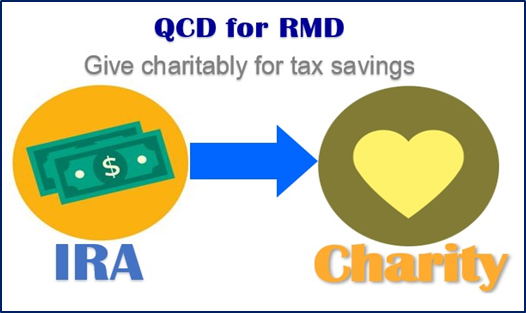 QCD for RMD
Give charitably for tax savings
$
IRA
Charity